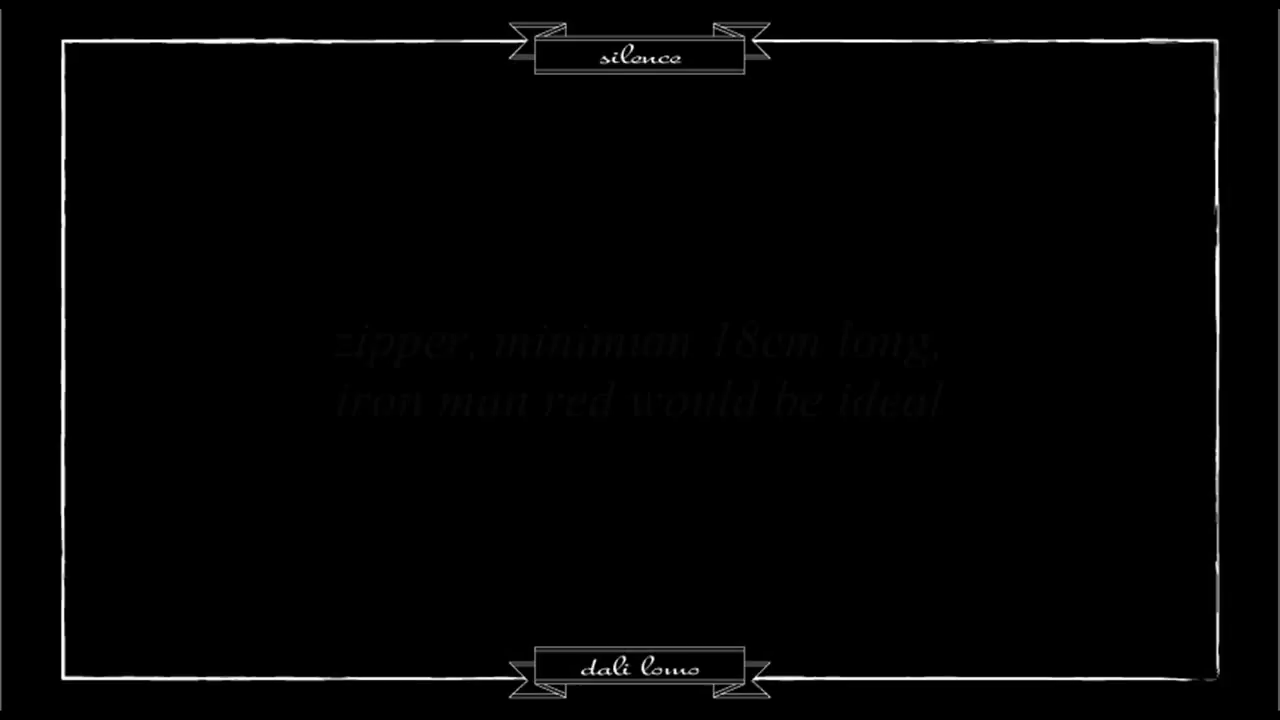 silence
zipper, minimum 18cm long,
iron man red would be ideal
dali lomo